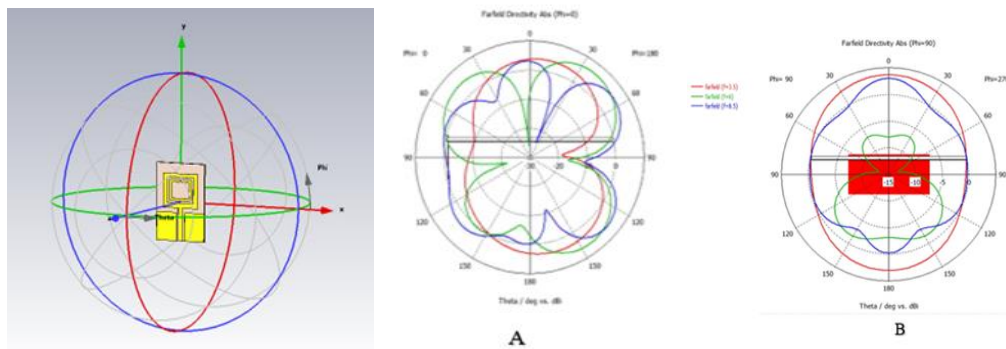 y
Phi
x
z
Theta
Farfield Directivity Abs (Phi=0)
Phi= 0
0
Phi=180
30
30
60
60
90
90
-30
-20
-10
0
120
120
150
150
180
Theta / deg vs. dBi
farfield (f=3.5)
farfield (f=6)
farfield (f=8.5)
A
Farfield Directivity Abs (Phi=90)
Phi= 90
0
Phi=270
30
30
60
60
90
90
-15
-10
-5
0
120
120
150
150
180
Theta / deg vs. dBi
B